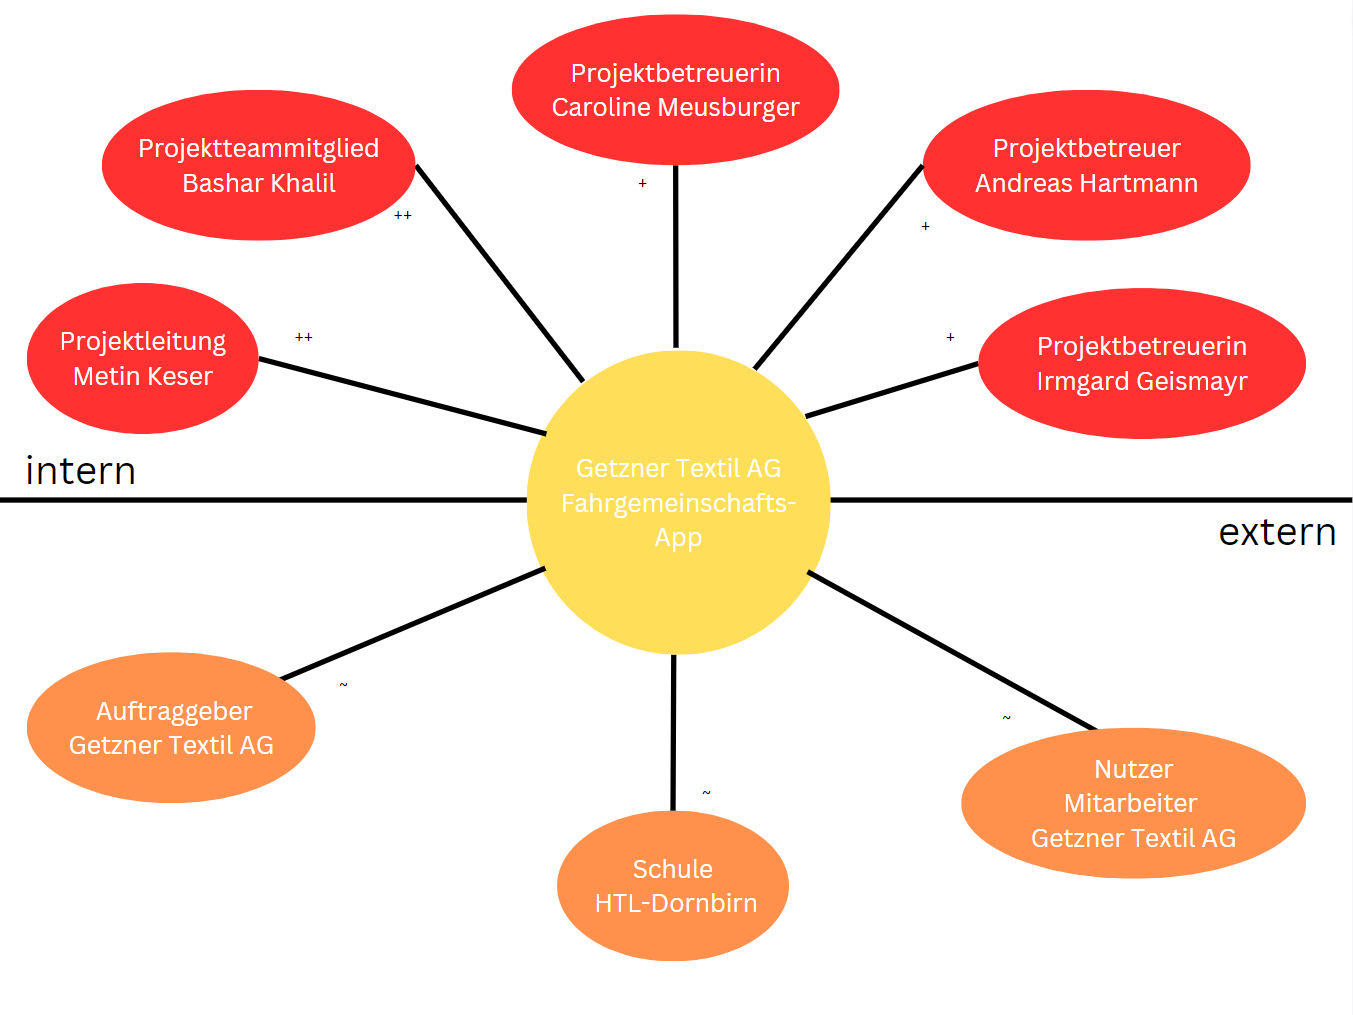 Projektbetreuerin
Caroline Meusburger
Projektteammitglied
Bashar Khalil
++
+
Projektbetreuer
Andreas Hartmann
+
Projektleitung
Metin Keser
++
+
Projektbetreuerin
Irmgard Geismayr
intern
Getzner Textil AG
Fahrgemeinschafts-
App
extern
Auftraggeber
Getzner Textil AG
~
~
Schule
HTL-Dornbirn
~
Nutzer
Mitarbeiter
Getzner Textil AG